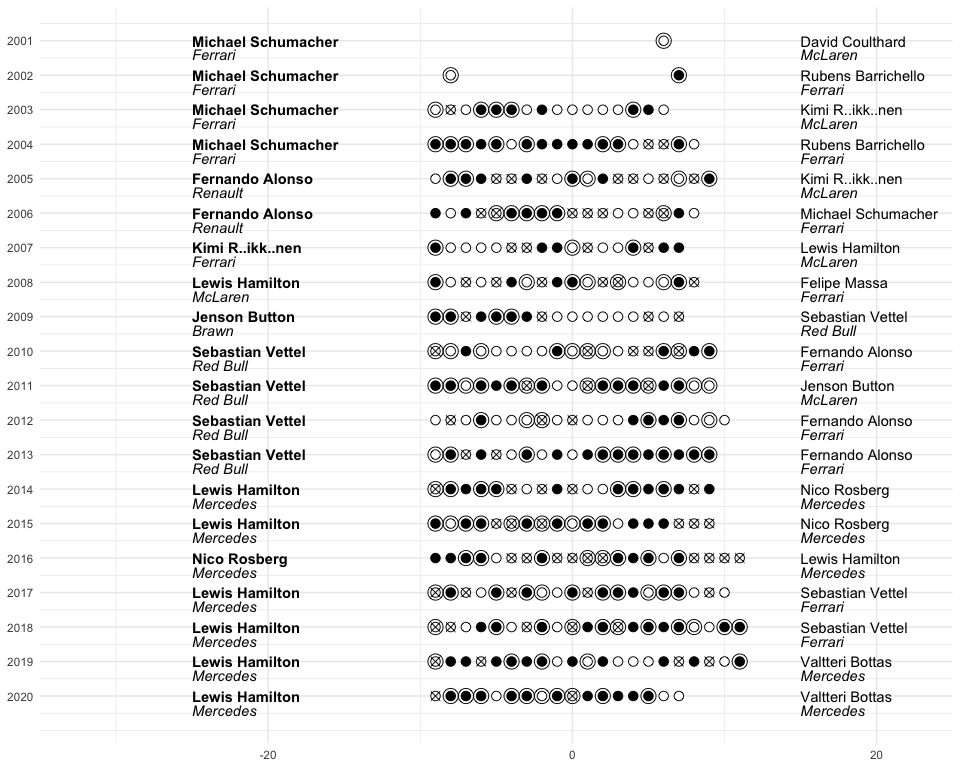 2001 Michael Schumacher David Coulthard
Ferrari McLaren
2002 Michael Schumacher Rubens Barrichello
Ferrari Ferrari
2003 Michael Schumacher Kimi R..ikk..nen
Ferrari McLaren
2004 Michael Schumacher Rubens Barrichello
Ferrari Ferrari
2005 Fernando Alonso Kimi R..ikk..nen
Renault McLaren
2006 Fernando Alonso Michael Schumacher
Renault Ferrari
2007 Kimi R..ikk..nen Lewis Hamilton
Ferrari McLaren
2008 Lewis Hamilton Felipe Massa
McLaren Ferrari
2009 Jenson Button Sebastian Vettel
Brawn Red Bull
2010 Sebastian Vettel Fernando Alonso
Red Bull Ferrari
2011 Sebastian Vettel Jenson Button
Red Bull McLaren
2012 Sebastian Vettel Fernando Alonso
Red Bull Ferrari
2013 Sebastian Vettel Fernando Alonso
Red Bull Ferrari
2014 Lewis Hamilton Nico Rosberg
Mercedes Mercedes
2015 Lewis Hamilton Nico Rosberg
Mercedes Mercedes
2016 Nico Rosberg Lewis Hamilton
Mercedes Mercedes
2017 Lewis Hamilton Sebastian Vettel
Mercedes Ferrari
2018 Lewis Hamilton Sebastian Vettel
Mercedes Ferrari
2019 Lewis Hamilton Valtteri Bottas
Mercedes Mercedes
2020 Lewis Hamilton Valtteri Bottas
Mercedes Mercedes
-20 0 20